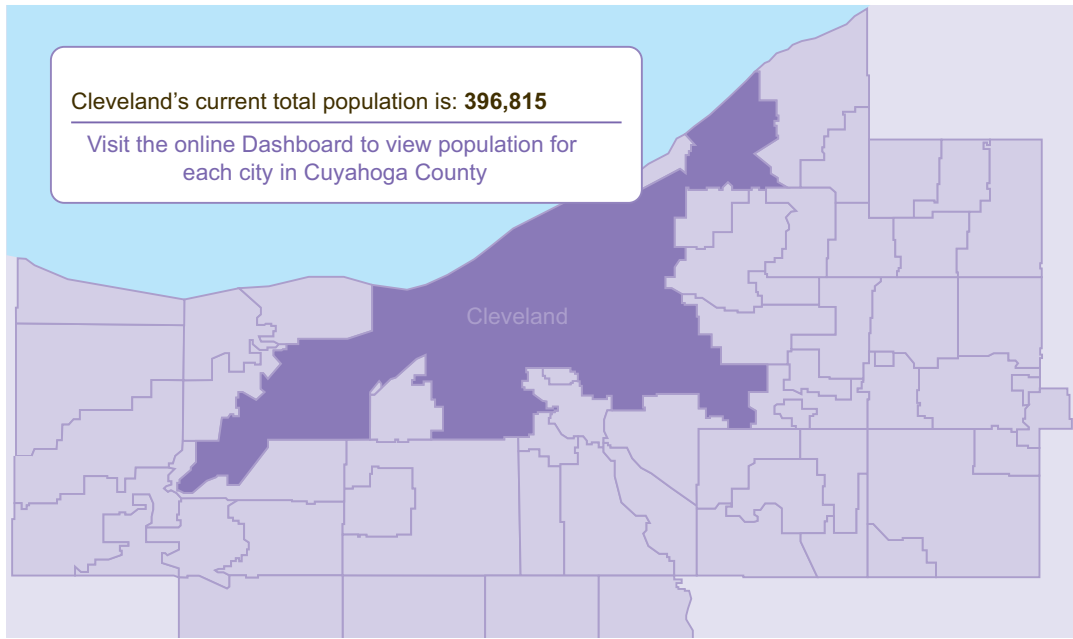 Cleveland’s current total population is: 396,815
Visit the online Dashboard to view population for
each city in Cuyahoga County
Cleveland